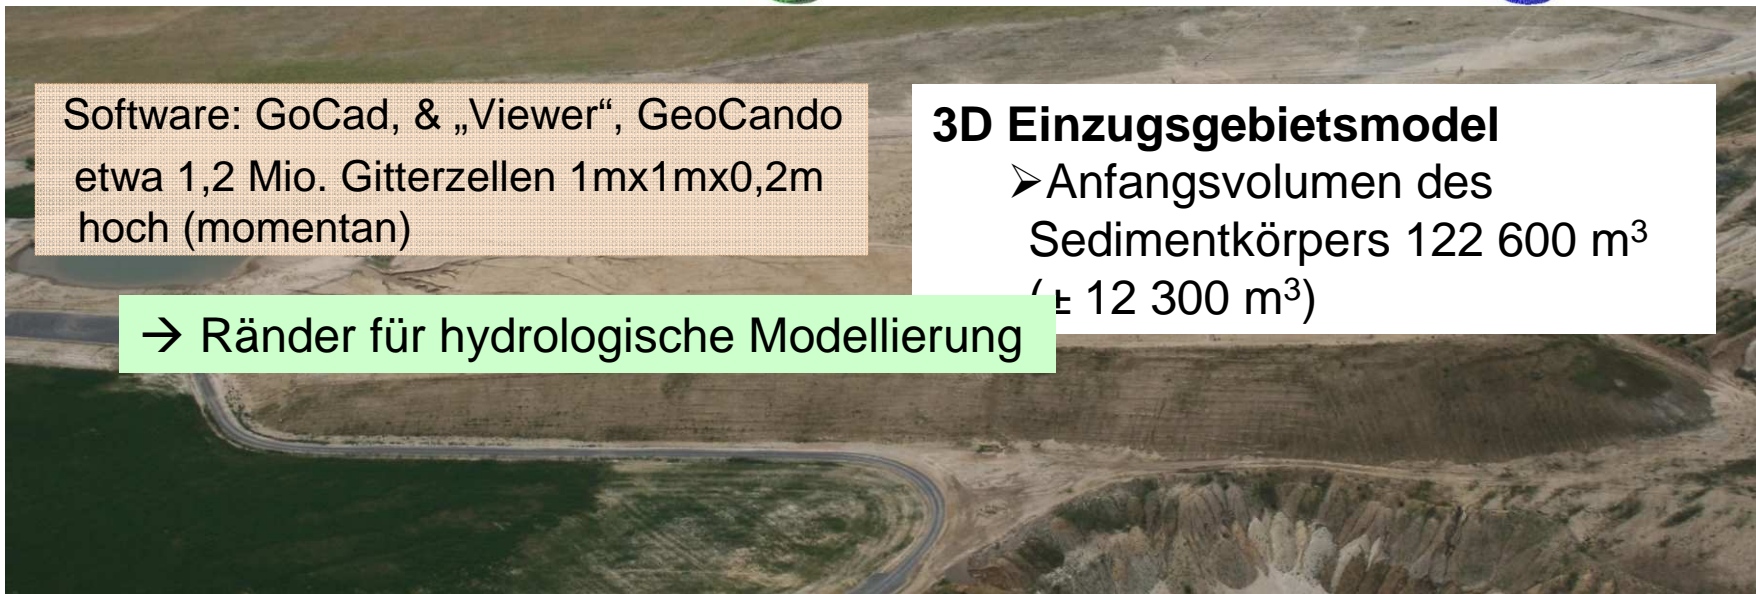 Software: GoCad, & „Viewer“, GeoCando
etwa 1,2 Mio. Gitterzellen 1mx1mx0,2m
hoch (momentan)
3D Einzugsgebietsmodel
➢Anfangsvolumen des
Sedimentkörpers 122 600 m³
(± 12 300 m³)
→ Ränder für hydrologische Modellierung